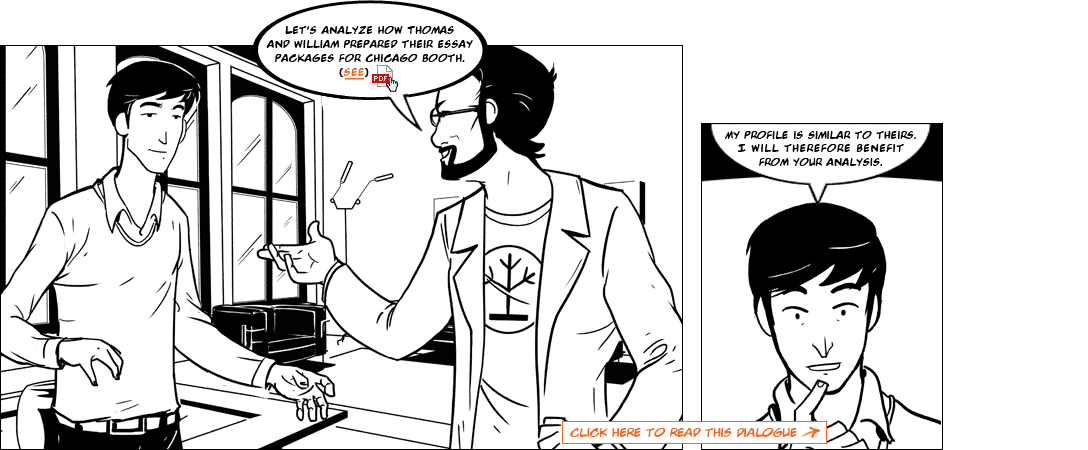 LET'S ANALYZE HOW THOMAS
AND WILLIAM PREPARED THEIR ESSAY
PACKAGES FOR CHICAGO BOOTH.
(SEE) PDF
MY PROFILE IS SIMILAR TO THEIRS.
I WILL THEREFORE BENEFIT
FROM YOUR ANALYSIS.
CLICK HERE TO READ THIS DIALOGUE